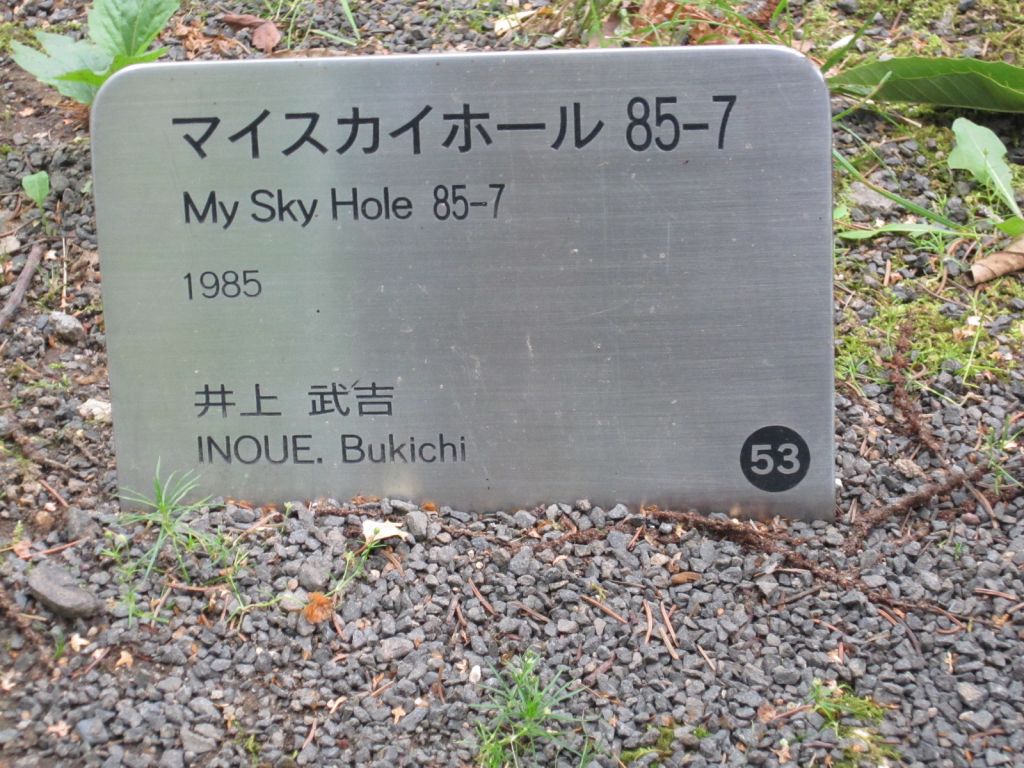 マイスカイホール 85-7
My Sky Hole 85-7
1985
井上 武吉
INOUE. Bukichi
53